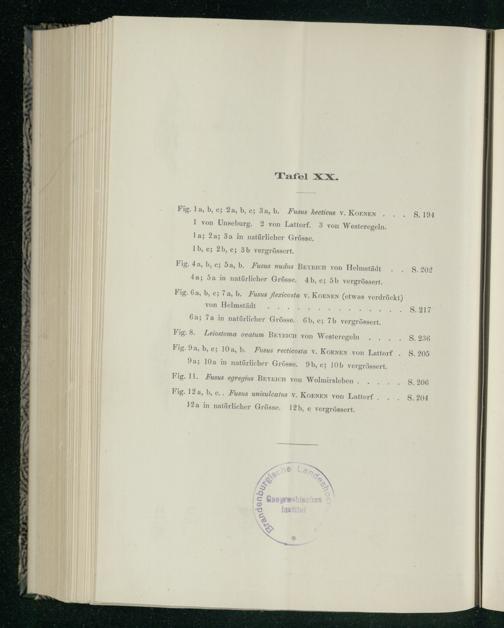 Tafel XX.
Fig. 1a, b, c; 2a, b, c; 3a, b. Fusus hecticus v. Koenen . . . S. 194
1 von Unseburg. 2 von Lattorf. 3 von Westeregeln.
1a; 2a; 3a in natürlicher Grösse.
1b, c; 2b, c; 3b vergrössert.
Fig. 4a, b, c; 5a, b. Fusus nudus Beyrich von Helmstädt . . S. 202
4a; 5a in natürlicher Grösse. 4b, c; 5b vergrössert.
Fig. 6a, b, c; 7a, b. Fusus flexicosta v. Koenen (etwas verdrückt)
von Helmstädt . . . . . . . . . . . . . . S. 217
6a; 7a in natürlicher Grösse. 6b, c; 7b vergrössert.
Fig. 8. Leiostoma ovatum Beyrich von Westeregeln . . . . S. 236
Fig. 9a, b, c; 10a, b. Fusus recticosta v. Koenen von Lattorf . S. 205
9a; 10a in natürlicher Grösse. 9b, c; 10b vergrössert.
Fig. 11. Fusus egregius Beyrich von Wolmirsleben . . . . . S. 206
Fig. 12a, b, c. . Fusus unisulcatus v. Koenen von Lattorf . . . S. 204
12a in natürlicher Grösse. 12b, c vergrössert.
Brandenburgische
Geographisches
Institut